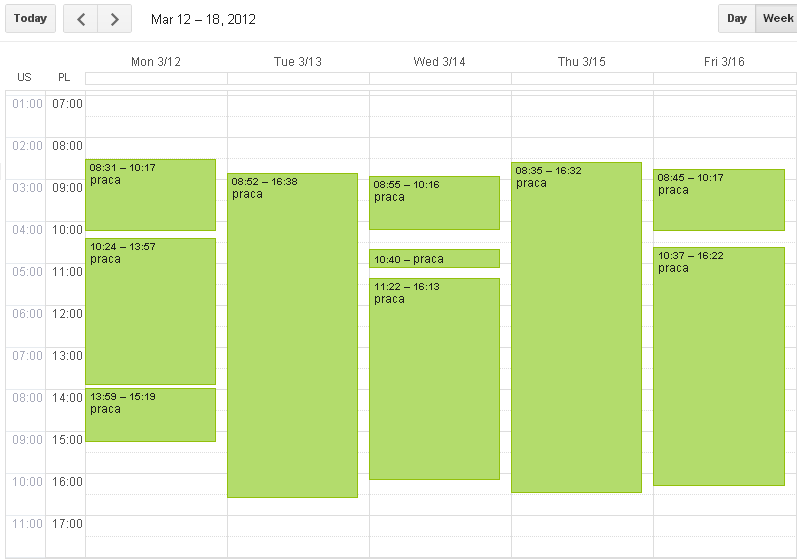 Today Mar 12 – 18, 2012 Day Week
Mon 3/12 Tue 3/13 Wed 3/14 Thu 3/15 Fri 3/16
US PL
01:00 07:00
02:00 08:00
08:31 – 10:17
praca
08:52 – 16:38
praca
08:55 – 10:16
praca
08:35 – 16:32
praca
08:45 – 10:17
praca
03:00 09:00
04:00 10:00
10:24 – 13:57
praca
10:40 – praca
10:37 – 16:22
praca
05:00 11:00
11:22 – 16:13
praca
06:00 12:00
07:00 13:00
08:00 14:00
13:59 – 15:19
praca
09:00 15:00
10:00 16:00
11:00 17:00